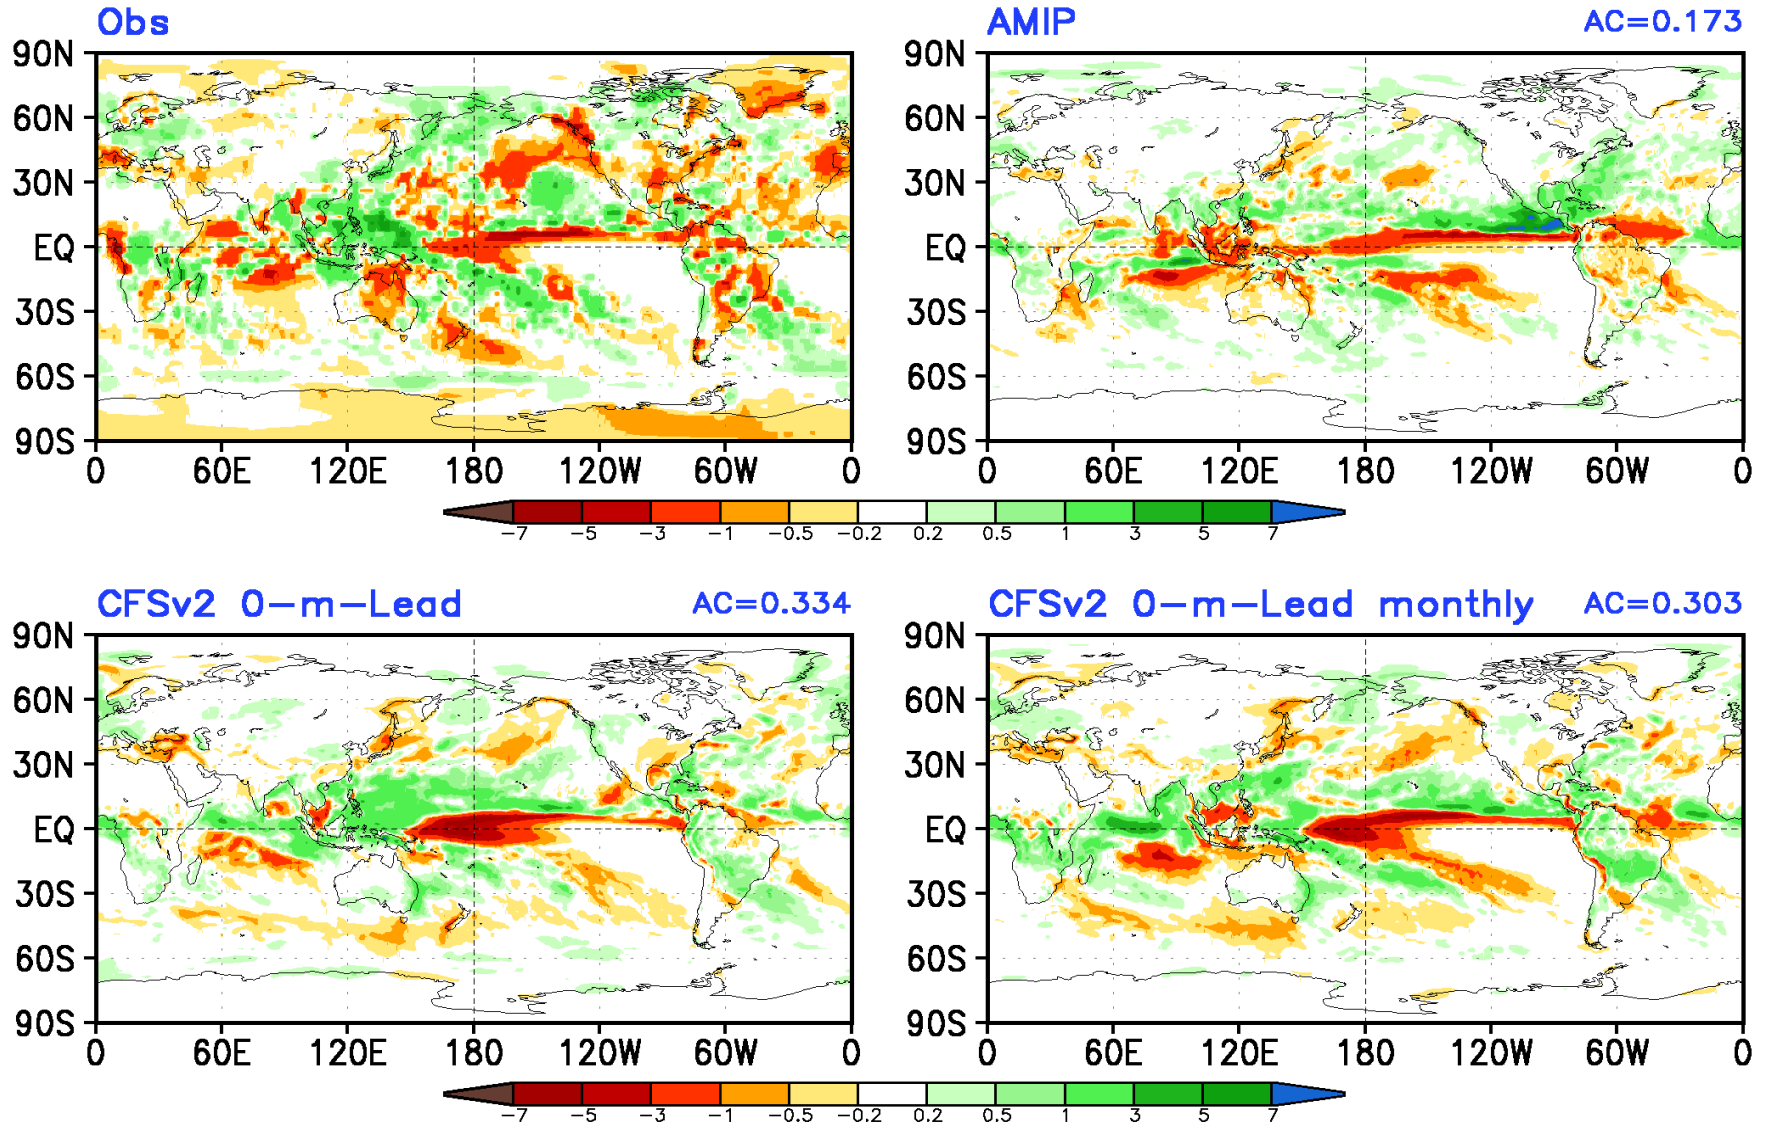 Obs
AMIP AC=0.173
90N 60N 30N EQ 30S 60S 90S
0 60E 120E 180 120W 60W 0
90N 60N 30N EQ 30S 60S 90S
0 60E 120E 180 120W 60W 0
-7 -5 -3 -1 -0.5 -0.2 0.2 0.5 1 3 5 7
CFSv2 0-m-Lead AC=0.334
CFSv2 0-m-Lead monthly AC=0.303
90N 60N 30N EQ 30S 60S 90S
0 60E 120E 180 120W 60W 0
90N 60N 30N EQ 30S 60S 90S
0 60E 120E 180 120W 60W 0
-7 -5 -3 -1 -0.5 -0.2 0.2 0.5 1 3 5 7